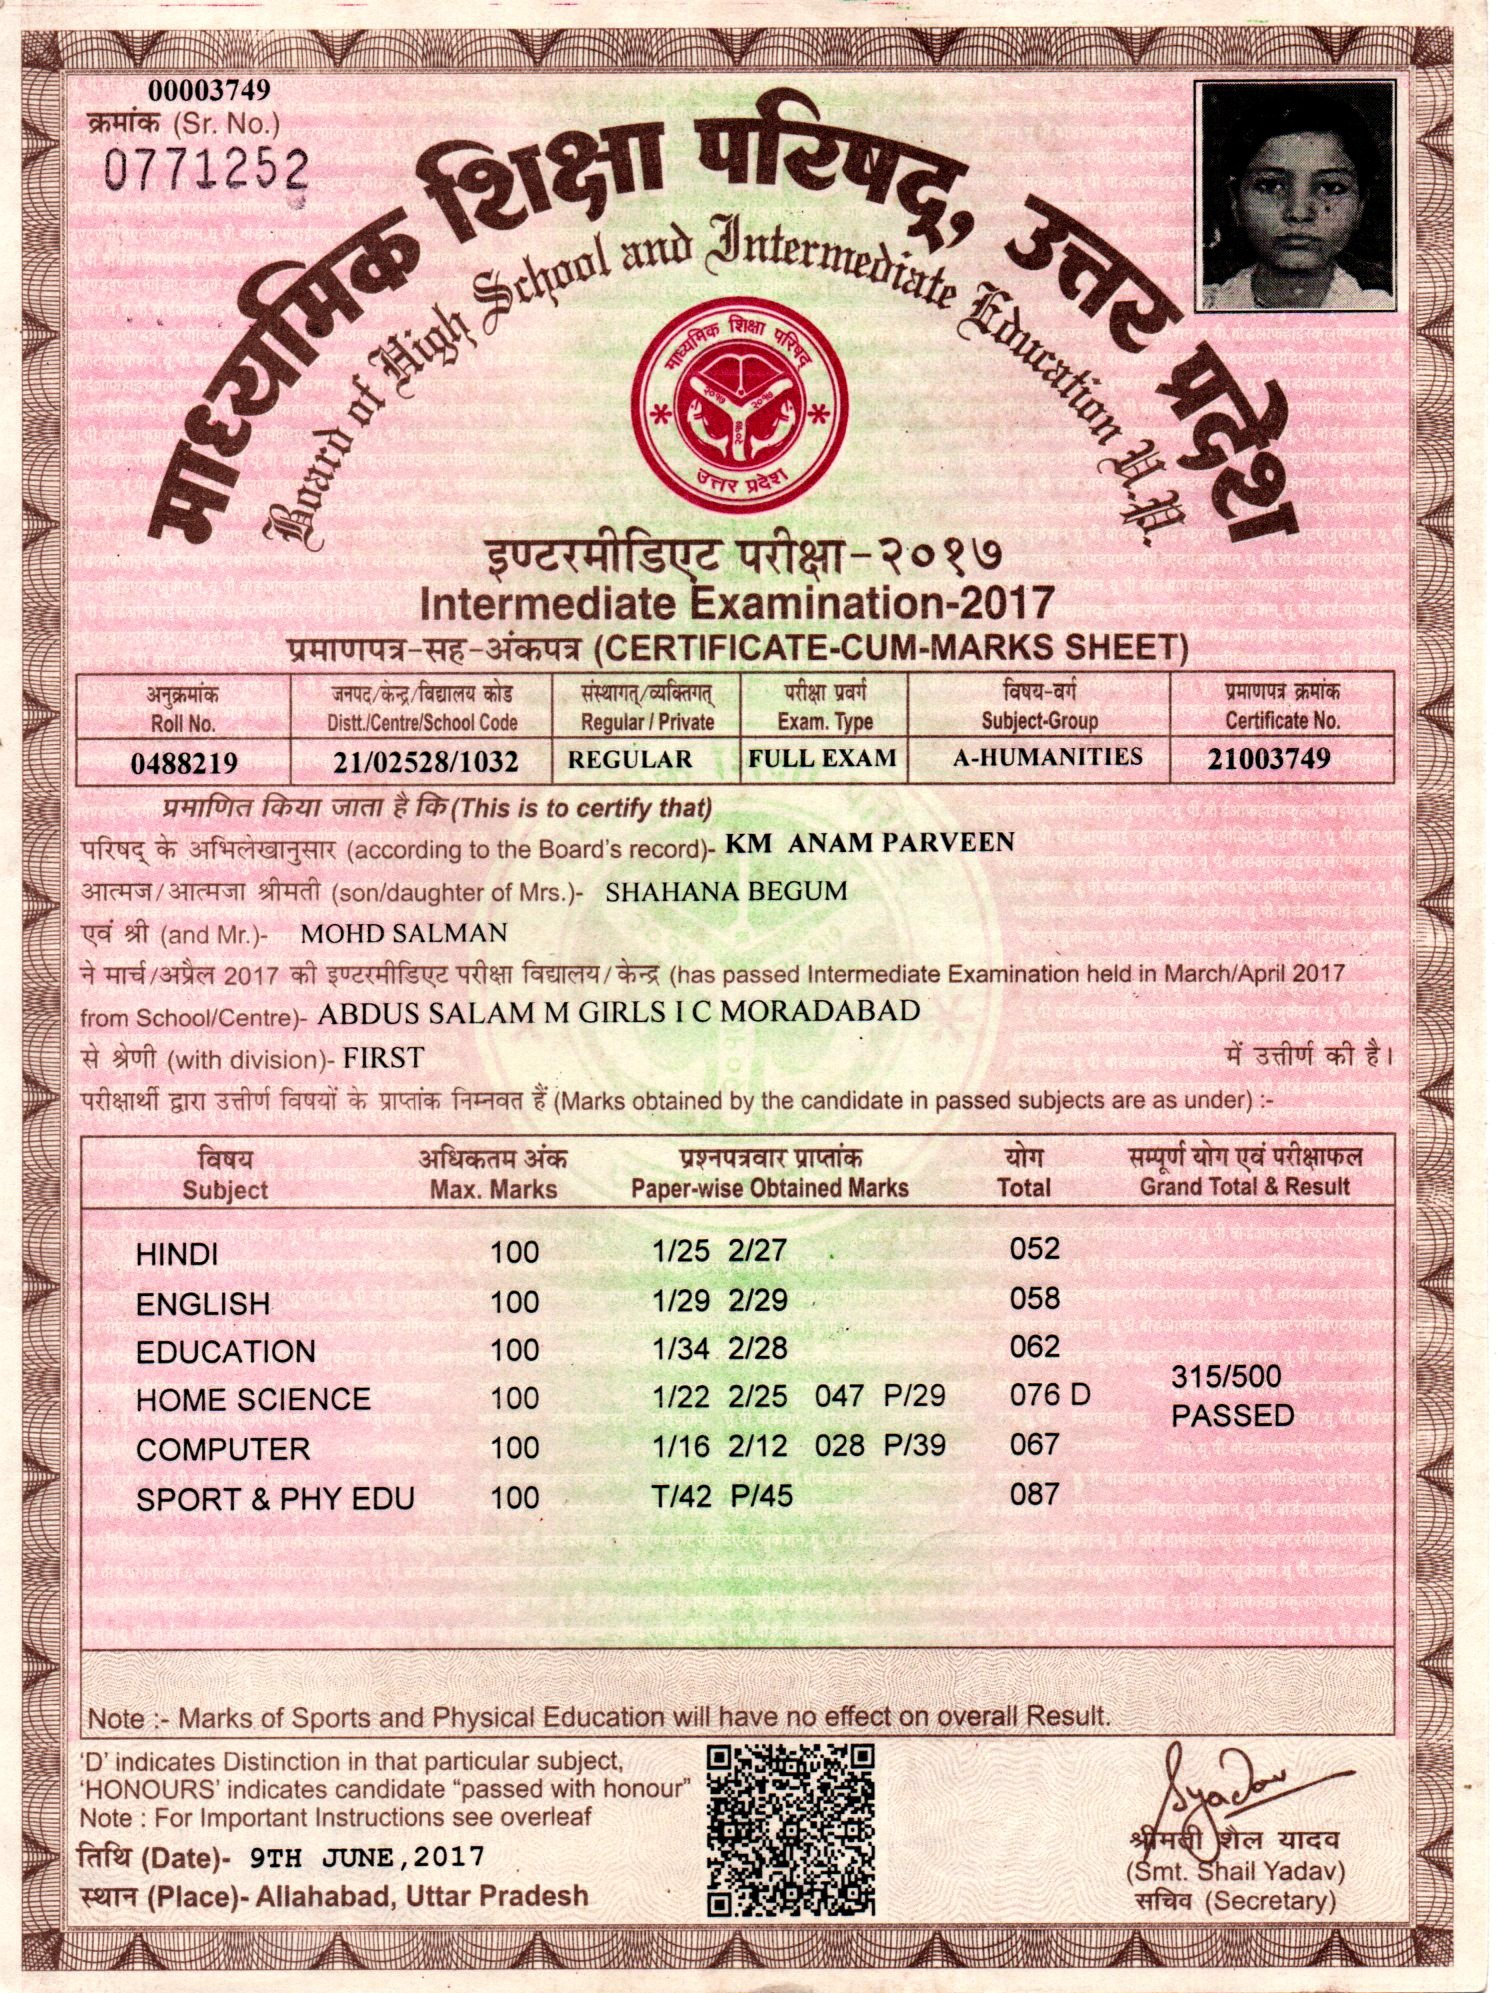 00003749
क्रमांक (Sr. No.)
0771252
माध्यमिक शिक्षा परिषद्, उत्तर प्रदेश
Board of High School and Intermediate Education U.P.
माध्यमिक शिक्षा परिषद्
२०१७ २०१७
२०१७
उत्तर प्रदेश
इण्टरमीडिएट परीक्षा-२०१७
Intermediate Examination-2017
प्रमाणपत्र-सह-अंकपत्र (CERTIFICATE-CUM-MARKS SHEET)
अनुक्रमांक जनपद/केन्द्र/विद्यालय कोड संस्थागत्/व्यक्तिगत् परीक्षा प्रवर्ग विषय-वर्ग प्रमाणपत्र क्रमांक
Roll No. Distt./Centre/School Code Regular / Private Exam. Type Subject-Group Certificate No.
0488219 21/02528/1032 REGULAR FULL EXAM A-HUMANITIES 21003749
प्रमाणित किया जाता है कि (This is to certify that)
परिषद् के अभिलेखानुसार (according to the Board's record)- KM ANAM PARVEEN
आत्मज/आत्मजा श्रीमती (son/daughter of Mrs.)- SHAHANA BEGUM
एवं श्री (and Mr.)- MOHD SALMAN
ने मार्च/अप्रैल 2017 की इण्टरमीडिएट परीक्षा विद्यालय/केन्द्र (has passed Intermediate Examination held in March/April 2017
from School/Centre)- ABDUS SALAM M GIRLS I C MORADABAD
से श्रेणी (with division)- FIRST में उत्तीर्ण की है।
परीक्षार्थी द्वारा उत्तीर्ण विषयों के प्राप्तांक निम्नवत हैं (Marks obtained by the candidate in passed subjects are as under) :-
विषय अधिकतम अंक प्रश्नपत्रवार प्राप्तांक योग सम्पूर्ण योग एवं परीक्षाफल
Subject Max. Marks Paper-wise Obtained Marks Total Grand Total & Result
HINDI 100 1/25 2/27 052
ENGLISH 100 1/29 2/29 058
EDUCATION 100 1/34 2/28 062
315/500
HOME SCIENCE 100 1/22 2/25 047 P/29 076 D
PASSED
COMPUTER 100 1/16 2/12 028 P/39 067
SPORT & PHY EDU 100 T/42 P/45 087
Note :- Marks of Sports and Physical Education will have no effect on overall Result.
'D' indicates Distinction in that particular subject,
'HONOURS' indicates candidate "passed with honour"
Note : For Important Instructions see overleaf
तिथि (Date)- 9TH JUNE,2017
स्थान (Place)- Allahabad, Uttar Pradesh
Syadav
श्रीमती शैल यादव
(Smt. Shail Yadav)
सचिव (Secretary)